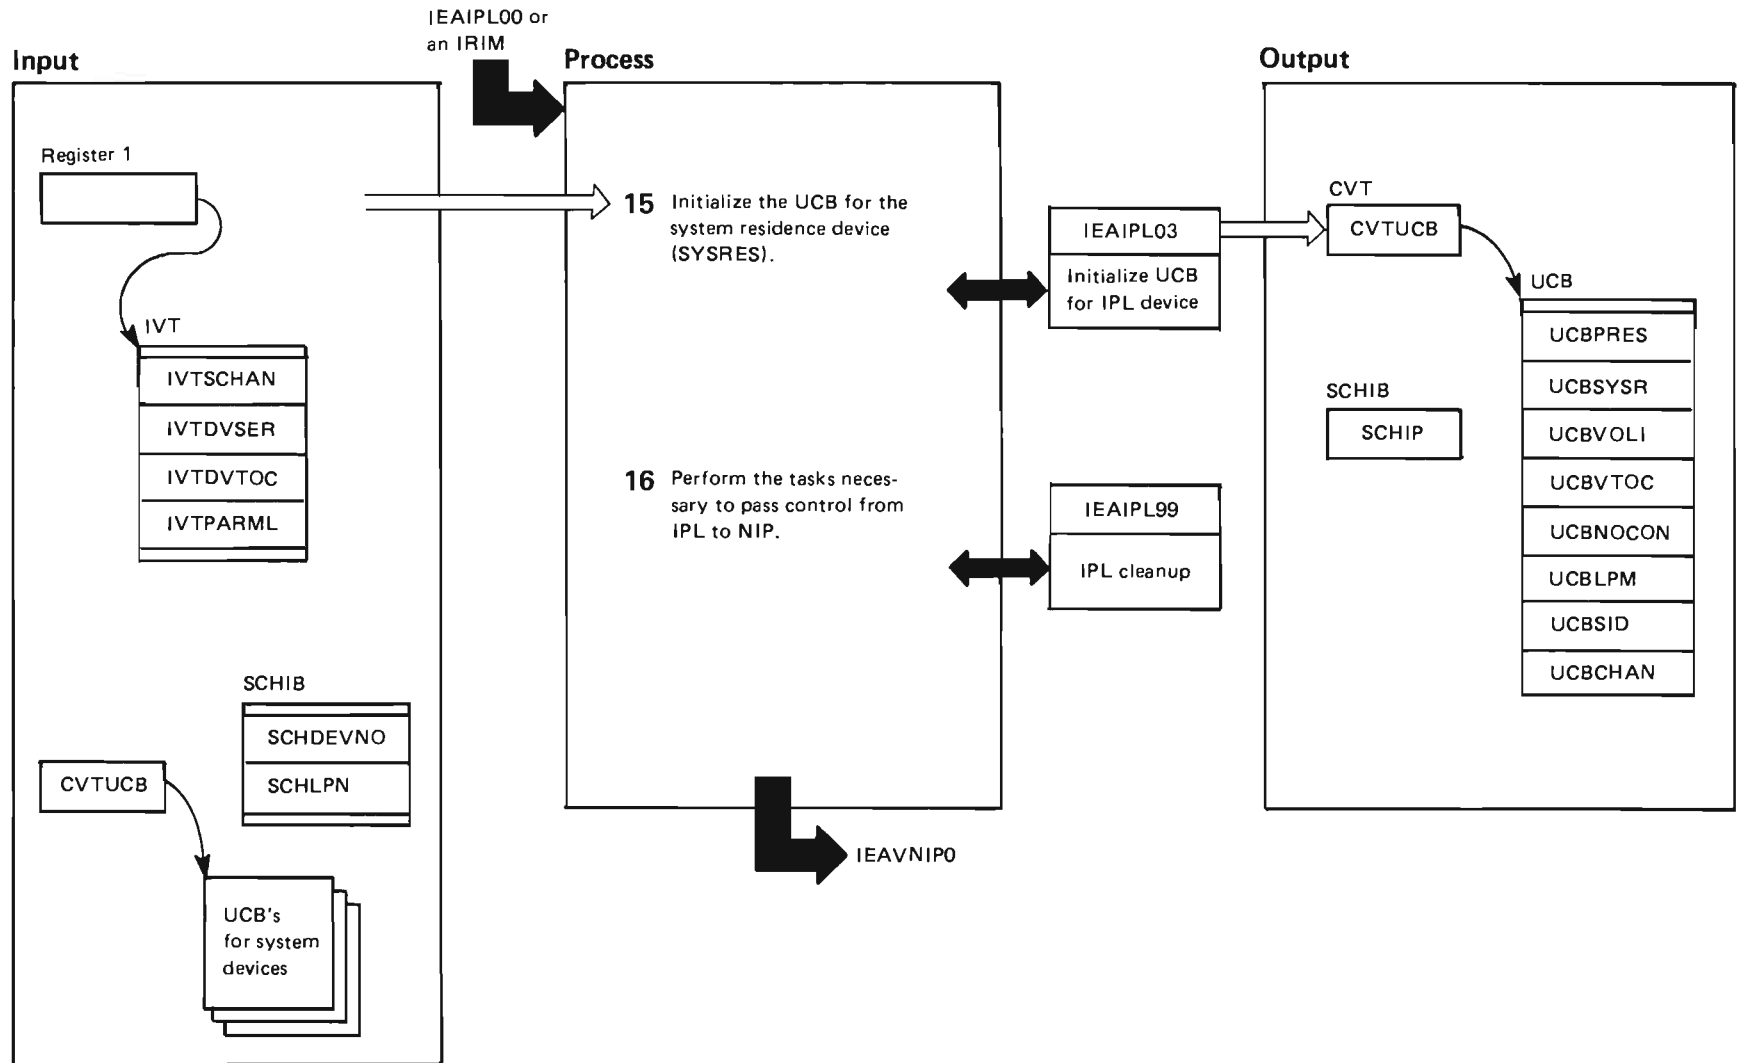 IEAIPL00 or
an IRIM
Input
Process
Output
Register 1
IVT
IVTSCHAN
IVTDVSER
IVTDVTOC
IVTPARML
SCHIB
SCHDEVNO
SCHLPN
CVTUCB
UCB's
for system
devices
15 Initialize the UCB for the
system residence device
(SYSRES).
16 Perform the tasks neces-
sary to pass control from
IPL to NIP.
IEAVNIP0
IEAIPL03
Initialize UCB
for IPL device
IEAIPL99
IPL cleanup
CVT
CVTUCB
UCB
UCBPRES
UCBSYSR
UCBVOLI
UCBVTOC
UCBNOCON
UCBLPM
UCBSID
UCBCHAN
SCHIB
SCHIP